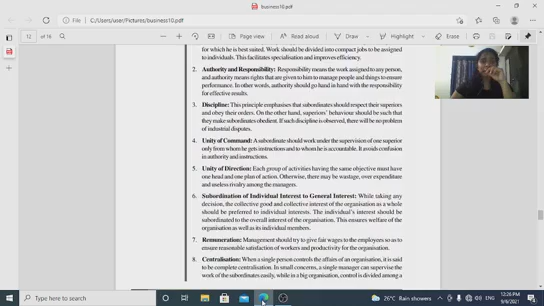 business10.pdf
File C:/Users/user/Pictures/business10.pdf
12 of 16
Page view
Read aloud
Draw
Highlight
Erase
for which he is best suited. Work should be divided into compact jobs to be assigned
to individuals. This facilitates specialisation and improves efficiency.
2. Authority and Responsibility: Responsibility means the work assigned to any person,
and authority means rights that are given to him to manage people and things to ensure
performance. In other words, authority should go hand in hand with the responsibility
for effective results.
3. Discipline: This principle emphasises that subordinates should respect their superiors
and obey their orders. On the other hand, superiors' behaviour should be such that
they make subordinates obedient. If such discipline is observed, there will be no problem
of industrial disputes.
4. Unity of Command: A subordinate should work under the supervision of one superior
only from whom he gets instructions and to whom he is accountable. It avoids confusion
in authority and instructions.
5. Unity of Direction: Each group of activities having the same objective must have
one head and one plan of action. Otherwise, there may be wastage, over expenditure
and useless rivalry among the managers.
6. Subordination of Individual Interest to General Interest: While taking any
decision, the collective good and collective interest of the organisation as a whole
should be preferred to individual interests. The individual's interest should be
subordinated to the overall interest of the organisation. This ensures welfare of the
organisation as well as its individual members.
7. Remuneration: Management should try to give fair wages to the employees so as to
ensure reasonable satisfaction of workers and productivity for the organisation.
8. Centralisation: When a single person controls the affairs of an organisation, it is said
to be complete centralisation. In small concerns, a single manager can supervise the
work of the subordinates easily, while in a big organisation, control is divided among a
Type here to search
26°C Rain showers
12:26 PM
9/6/2021